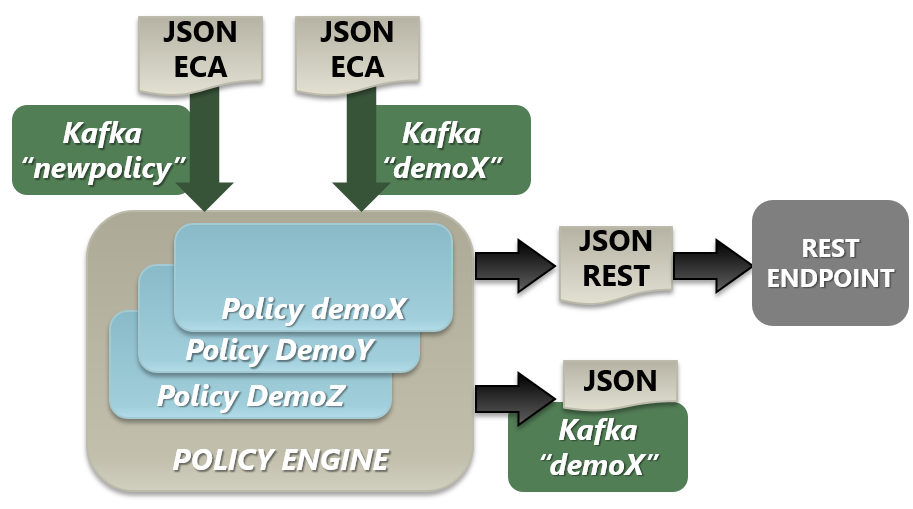 JSON
ECA
JSON
ECA
Kafka
“newpolicy”
Kafka
“demoX”
Policy demoX
Policy DemoY
Policy DemoZ
POLICY ENGINE
JSON
REST
REST
ENDPOINT
JSON
Kafka
“demoX”